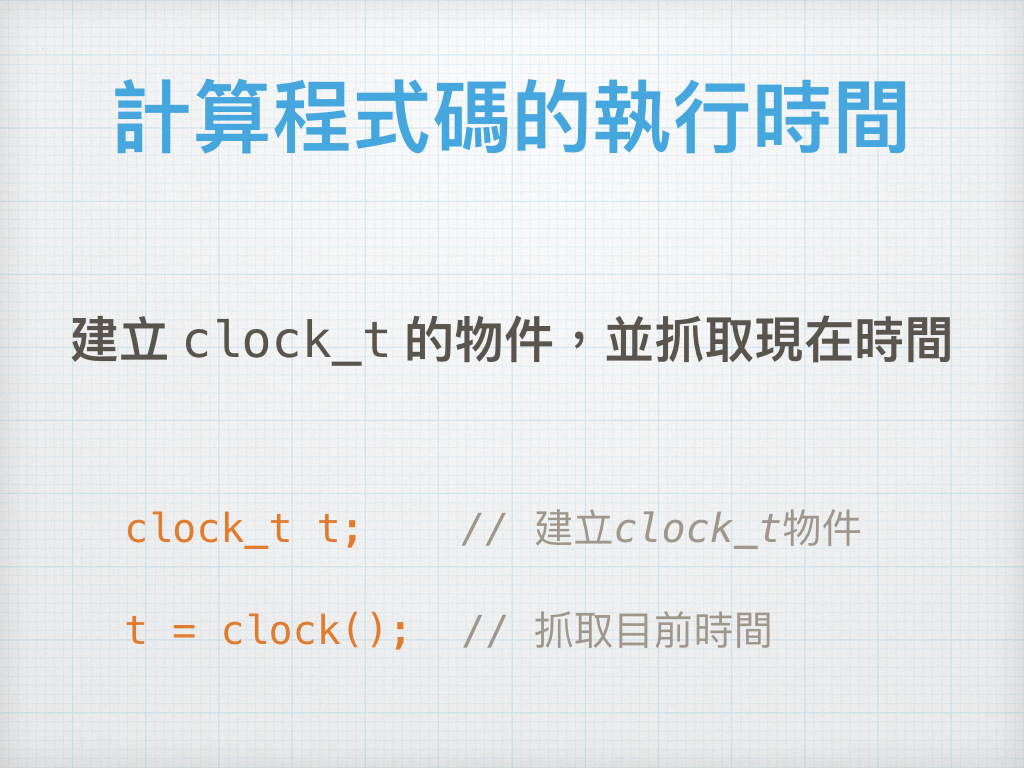 計算程式碼的執行時間
建立 clock_t 的物件，並抓取現在時間
clock_t t;    // 建立clock_t物件
t = clock();  // 抓取目前時間